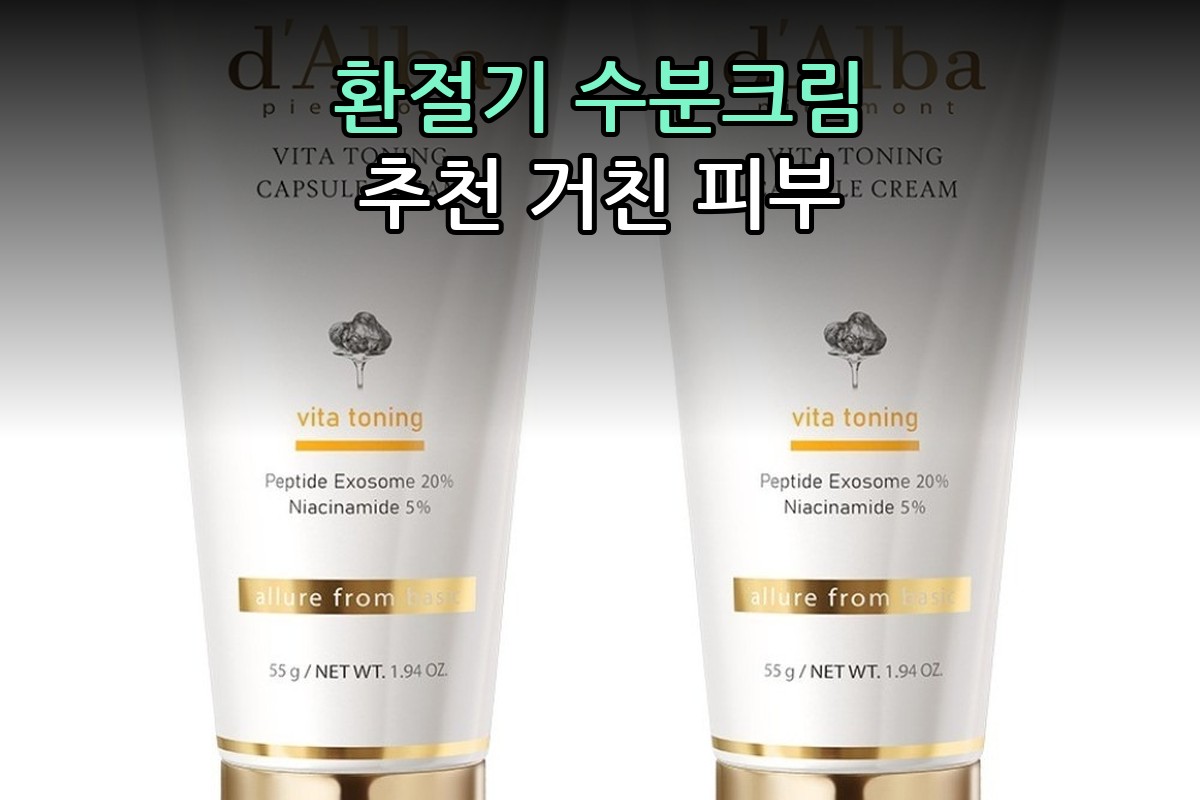 환절기 수분크림
추천 거친 피부
d'Alba
VITA TONING
CAPSULE
vita toning
Peptide Exosome 20%
Niacinamide 5%
allure from basic
55 g / NET WT. 1.94 OZ.
d'Alba
VITA TONING
CREAM
vita toning
Peptide Exosome 20%
Niacinamide 5%
allure from basic
55 g / NET WT. 1.94 OZ.